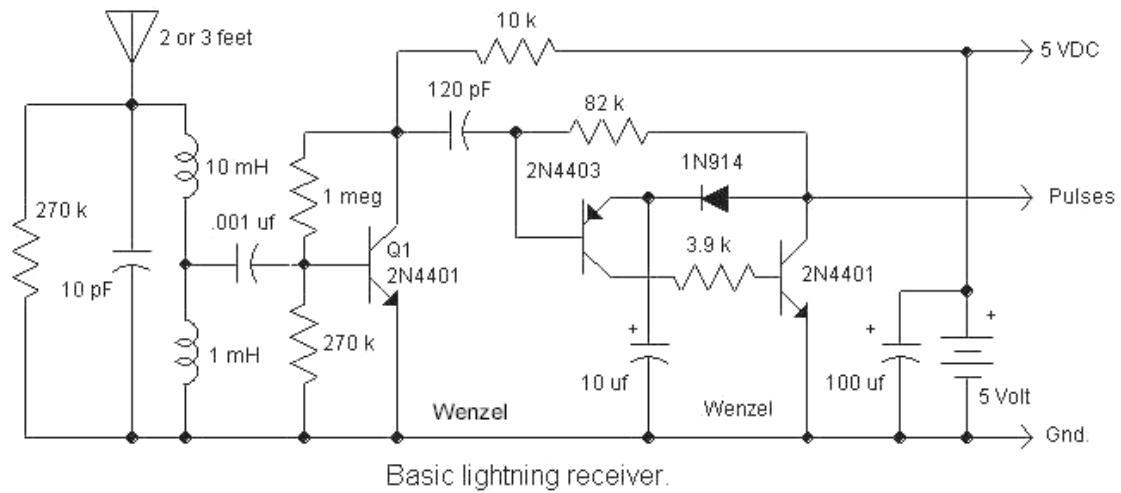 10 k
2 or 3 feet
5 VDC
120 pF
82 k
2N4403
1N914
10 mH
1 meg
Pulses
270 k
.001 uf
3.9 k
Q1
2N4401
2N4401
10 pF
+
+
+
1 mH
270 k
10 uf
100 uf
5 Volt
Wenzel
Wenzel
Gnd.
Basic lightning receiver.